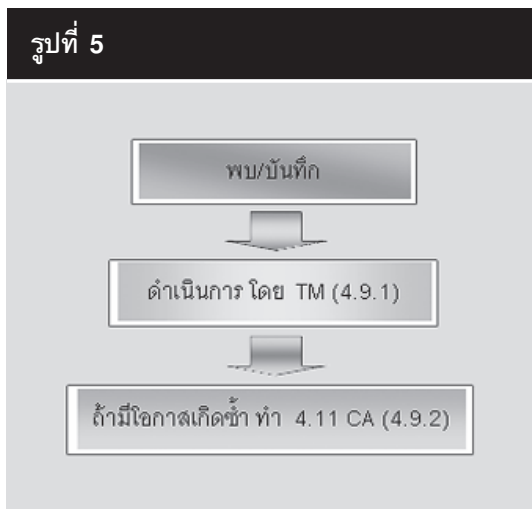 รูปที่ 5
พบ/บันทึก
ดำเนินการ โดย TM (4.9.1)
ถ้ามีโอกาสเกิดซ้ำ ทำ 4.11 CA (4.9.2)